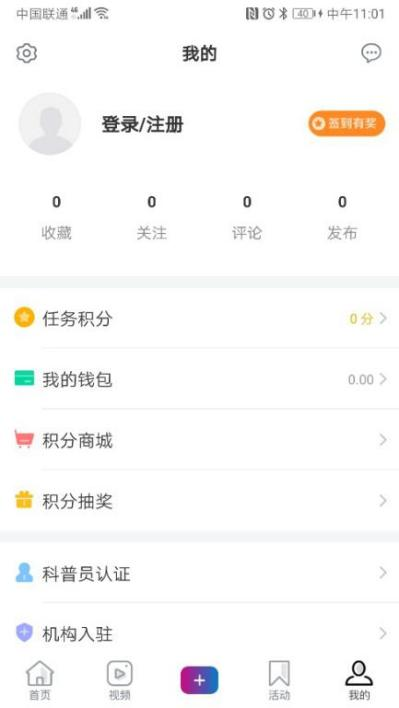 中国联通 4G 40 中午11:01
我的
登录/注册 签到有奖
0 0 0 0
收藏 关注 评论 发布
任务积分 0 分
我的钱包 0.00
积分商城
积分抽奖
科普员认证
机构入驻
首页 视频 活动 我的